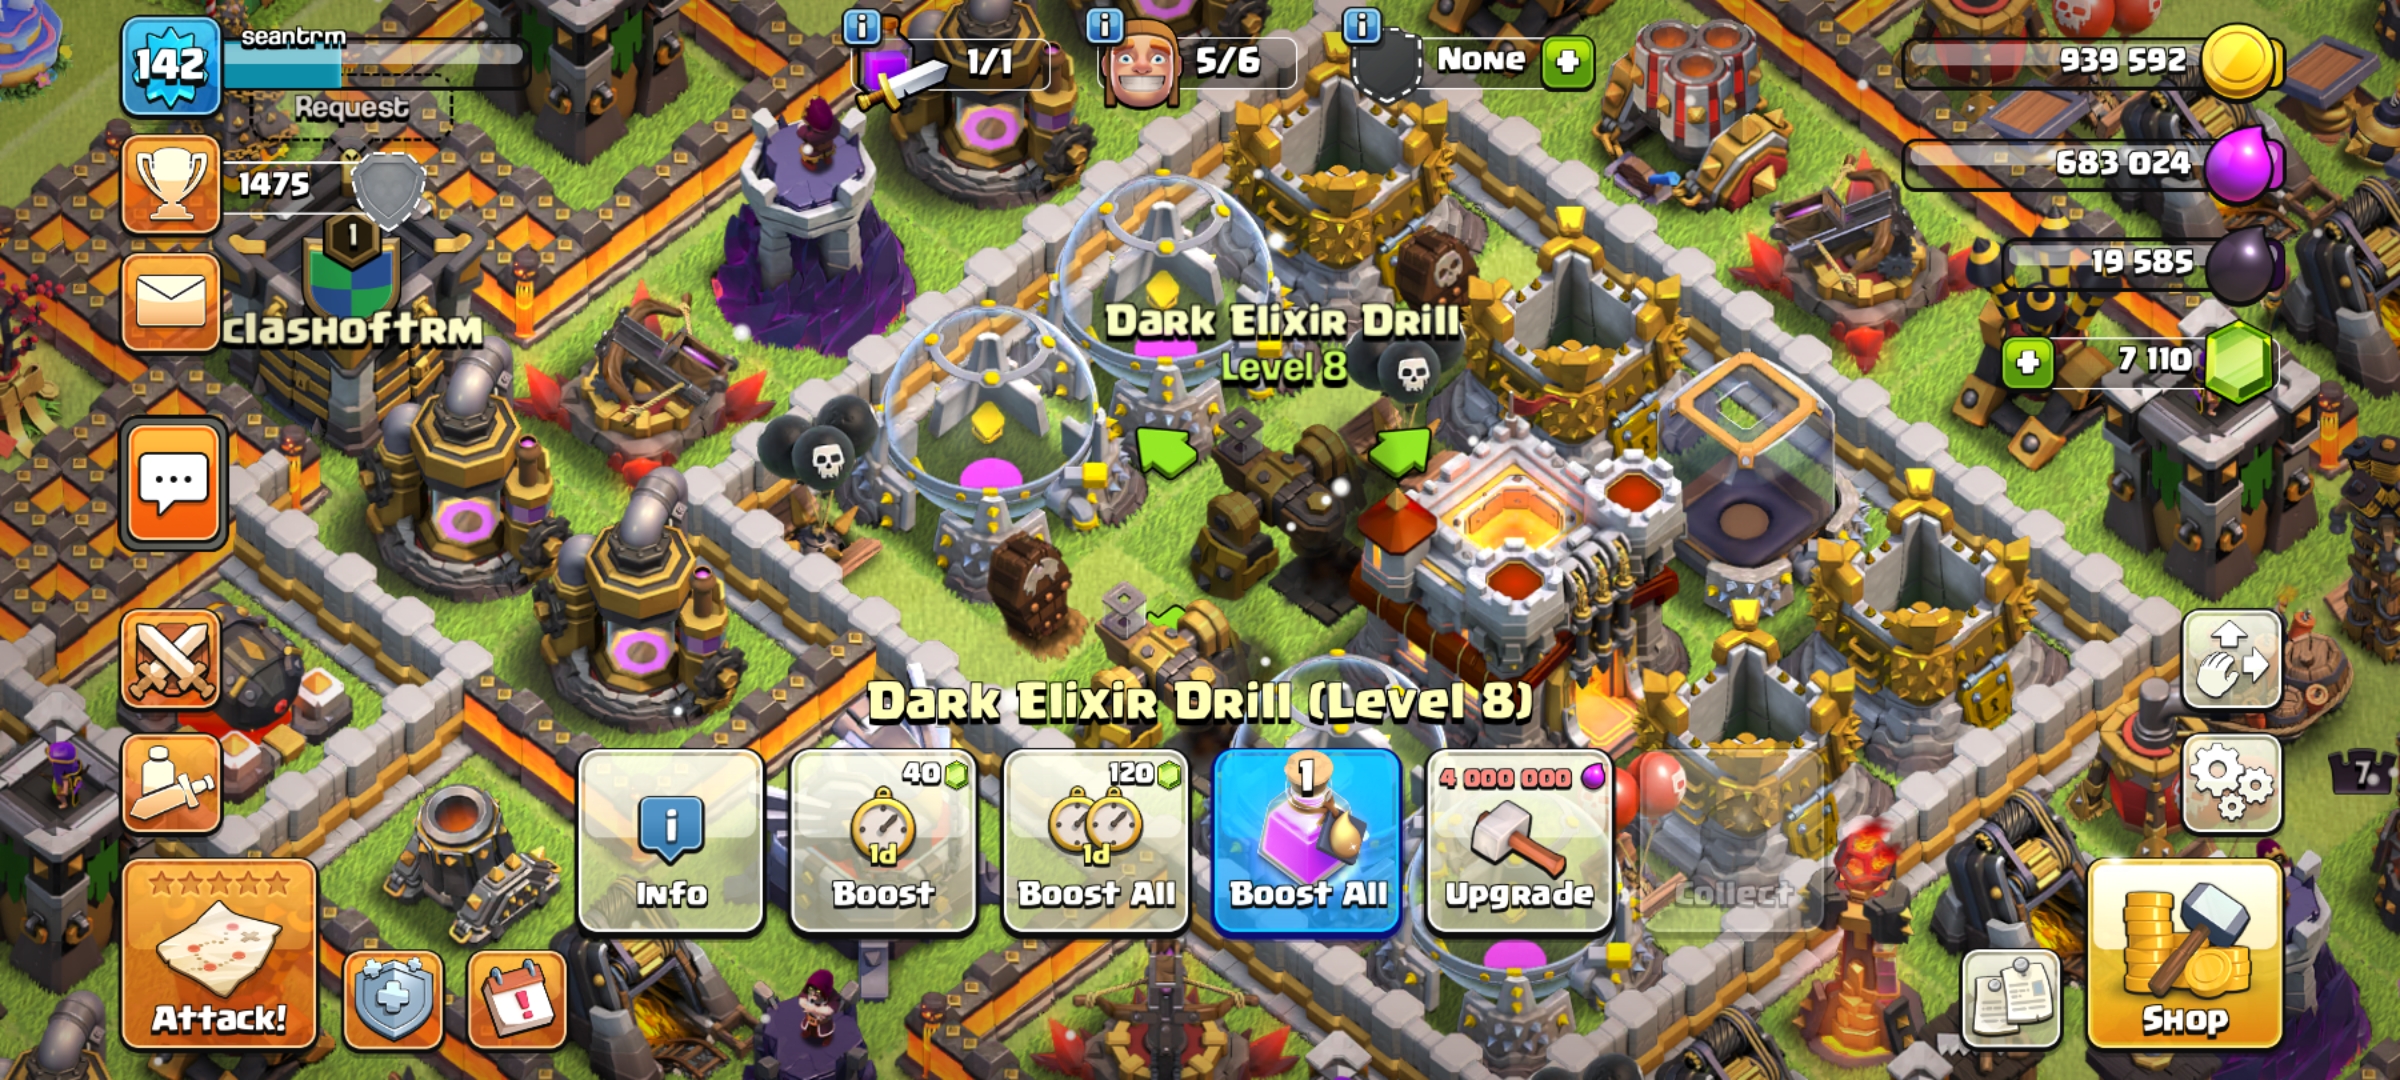 142
seantrm
Request
1475
1
clashoftrm
1/1
5/6
None
939 592
683 024
19 585
7 110
Dark Elixir Drill
Level 8
Dark Elixir Drill (Level 8)
Info
40
1d
Boost
120
1d
Boost All
1
Boost All
4 000 000
Upgrade
Collect
7
Attack!
Shop